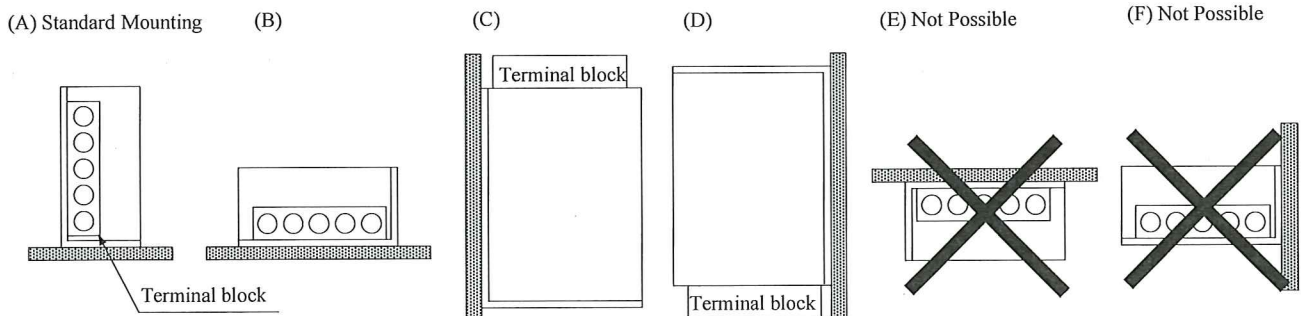 (A) Standard Mounting
(B)
(C)
(D)
(E) Not Possible
(F) Not Possible
Terminal block
Terminal block
Terminal block